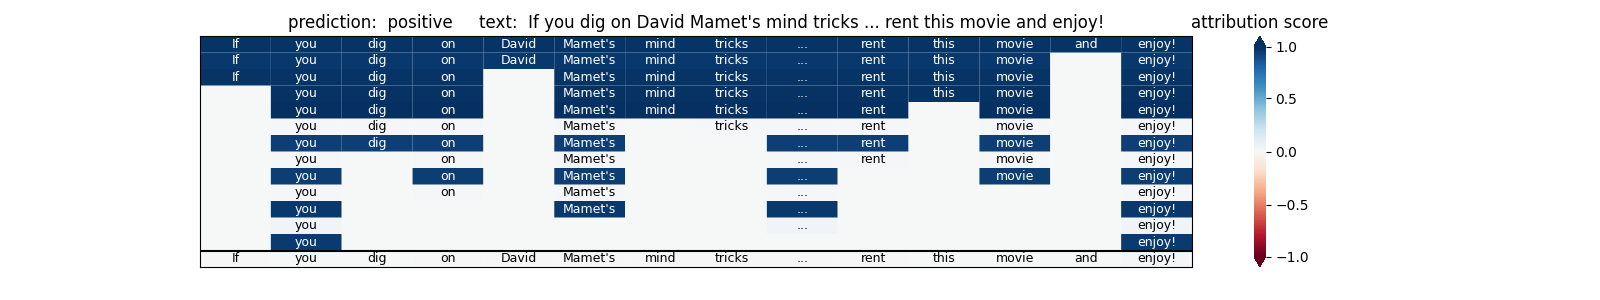 prediction:  positive     text:  If you dig on David Mamet's mind tricks ... rent this movie and enjoy!     attribution score
If you dig on David Mamet's mind tricks ... rent this movie and enjoy! 1.0
If you dig on David Mamet's mind tricks ... rent this movie enjoy!
If you dig on Mamet's mind tricks ... rent this movie enjoy!
you dig on Mamet's mind tricks ... rent this movie enjoy! 0.5
you dig on Mamet's mind tricks ... rent movie enjoy!
you dig on Mamet's tricks ... rent movie enjoy!
you dig on Mamet's ... rent movie enjoy!
you on Mamet's ... rent movie enjoy! 0.0
you on Mamet's ... movie enjoy!
you on Mamet's ... enjoy!
you Mamet's ... enjoy! −0.5
you ... enjoy!
you enjoy!
If you dig on David Mamet's mind tricks ... rent this movie and enjoy! −1.0